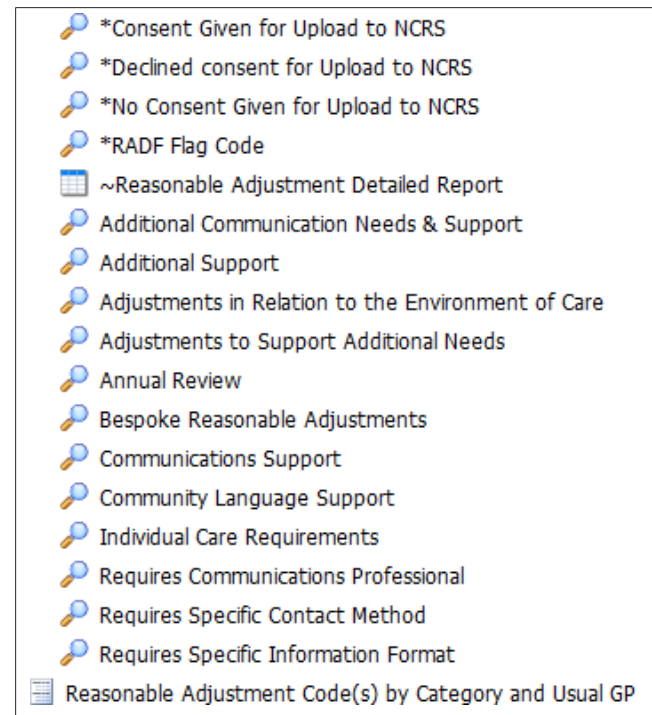 *Consent Given for Upload to NCRS
*Declined consent for Upload to NCRS
*No Consent Given for Upload to NCRS
*RADF Flag Code
~Reasonable Adjustment Detailed Report
Additional Communication Needs & Support
Additional Support
Adjustments in Relation to the Environment of Care
Adjustments to Support Additional Needs
Annual Review
Bespoke Reasonable Adjustments
Communications Support
Community Language Support
Individual Care Requirements
Requires Communications Professional
Requires Specific Contact Method
Requires Specific Information Format
Reasonable Adjustment Code(s) by Category and Usual GP